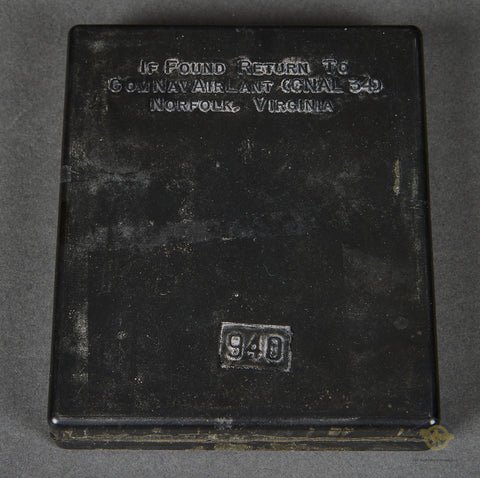 IF FOUND RETURN TO
COMNAVAIRLANT (CNAL 34)
NORFOLK, VIRGINIA
940